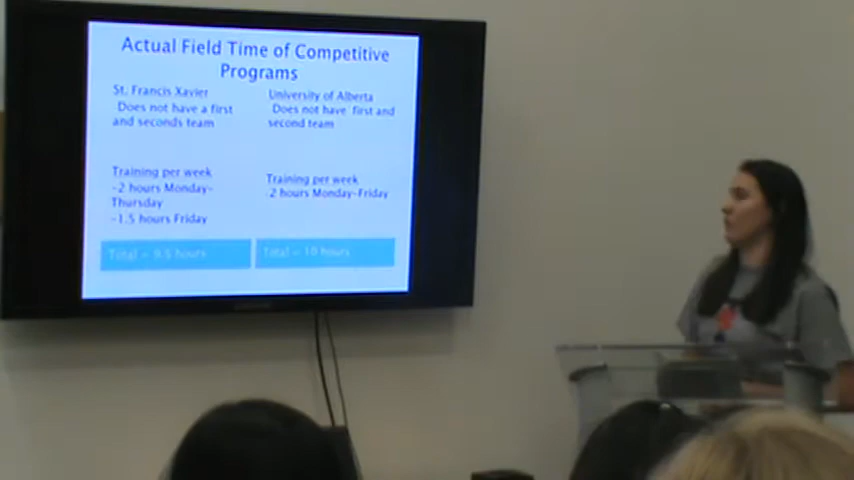 Actual Field Time of Competitive
Programs
St. Francis Xavier
Does not have a first
and seconds team
Training per week
~2 hours Monday-
Thursday
~1.5 hours Friday
Total ~ 9.5 hours
University of Alberta
Does not have first and
second team
Training per week
2 hours Monday-Friday
Total ~ 10 hours